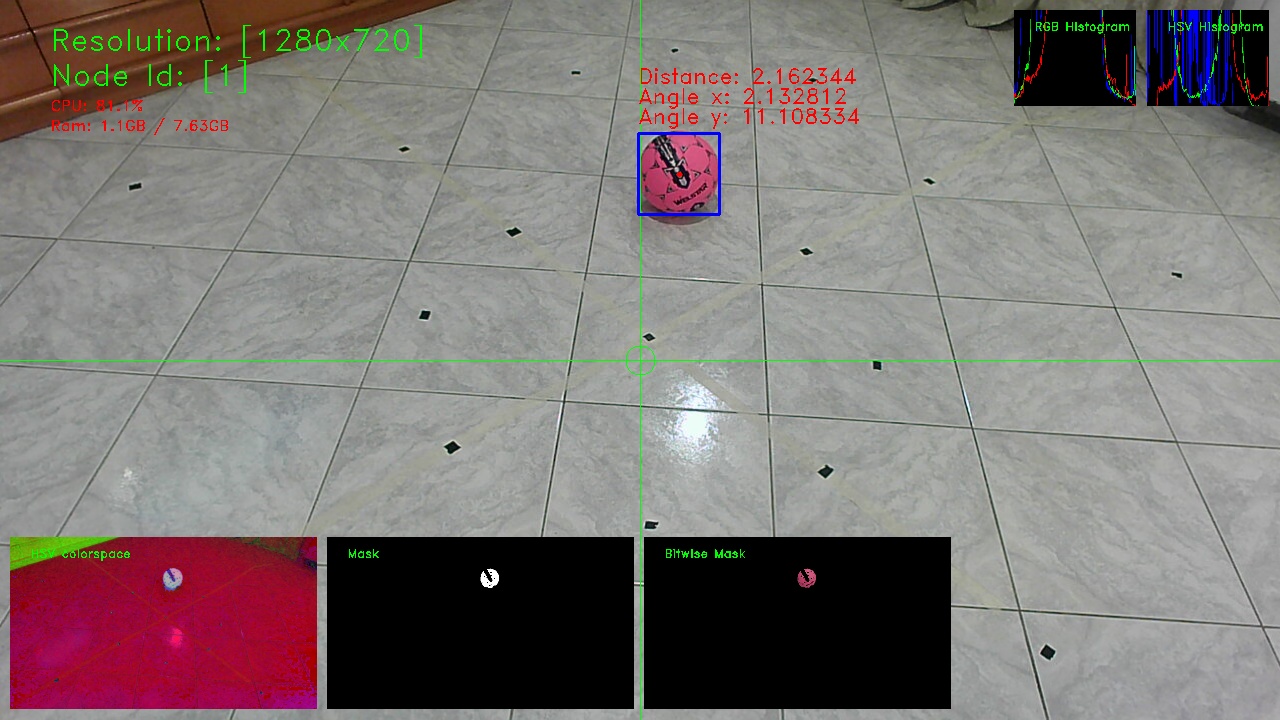 Resolution: [1280x720]
Node Id: [1]
CPU: 81.1%
Ram: 1.1GB / 7.63GB
Distance: 2.162344
Angle x: 2.132812
Angle y: 11.108334
RGB Histogram
HSV Histogram
WELSTAR
HSV colorspace
Mask
Bitwise Mask